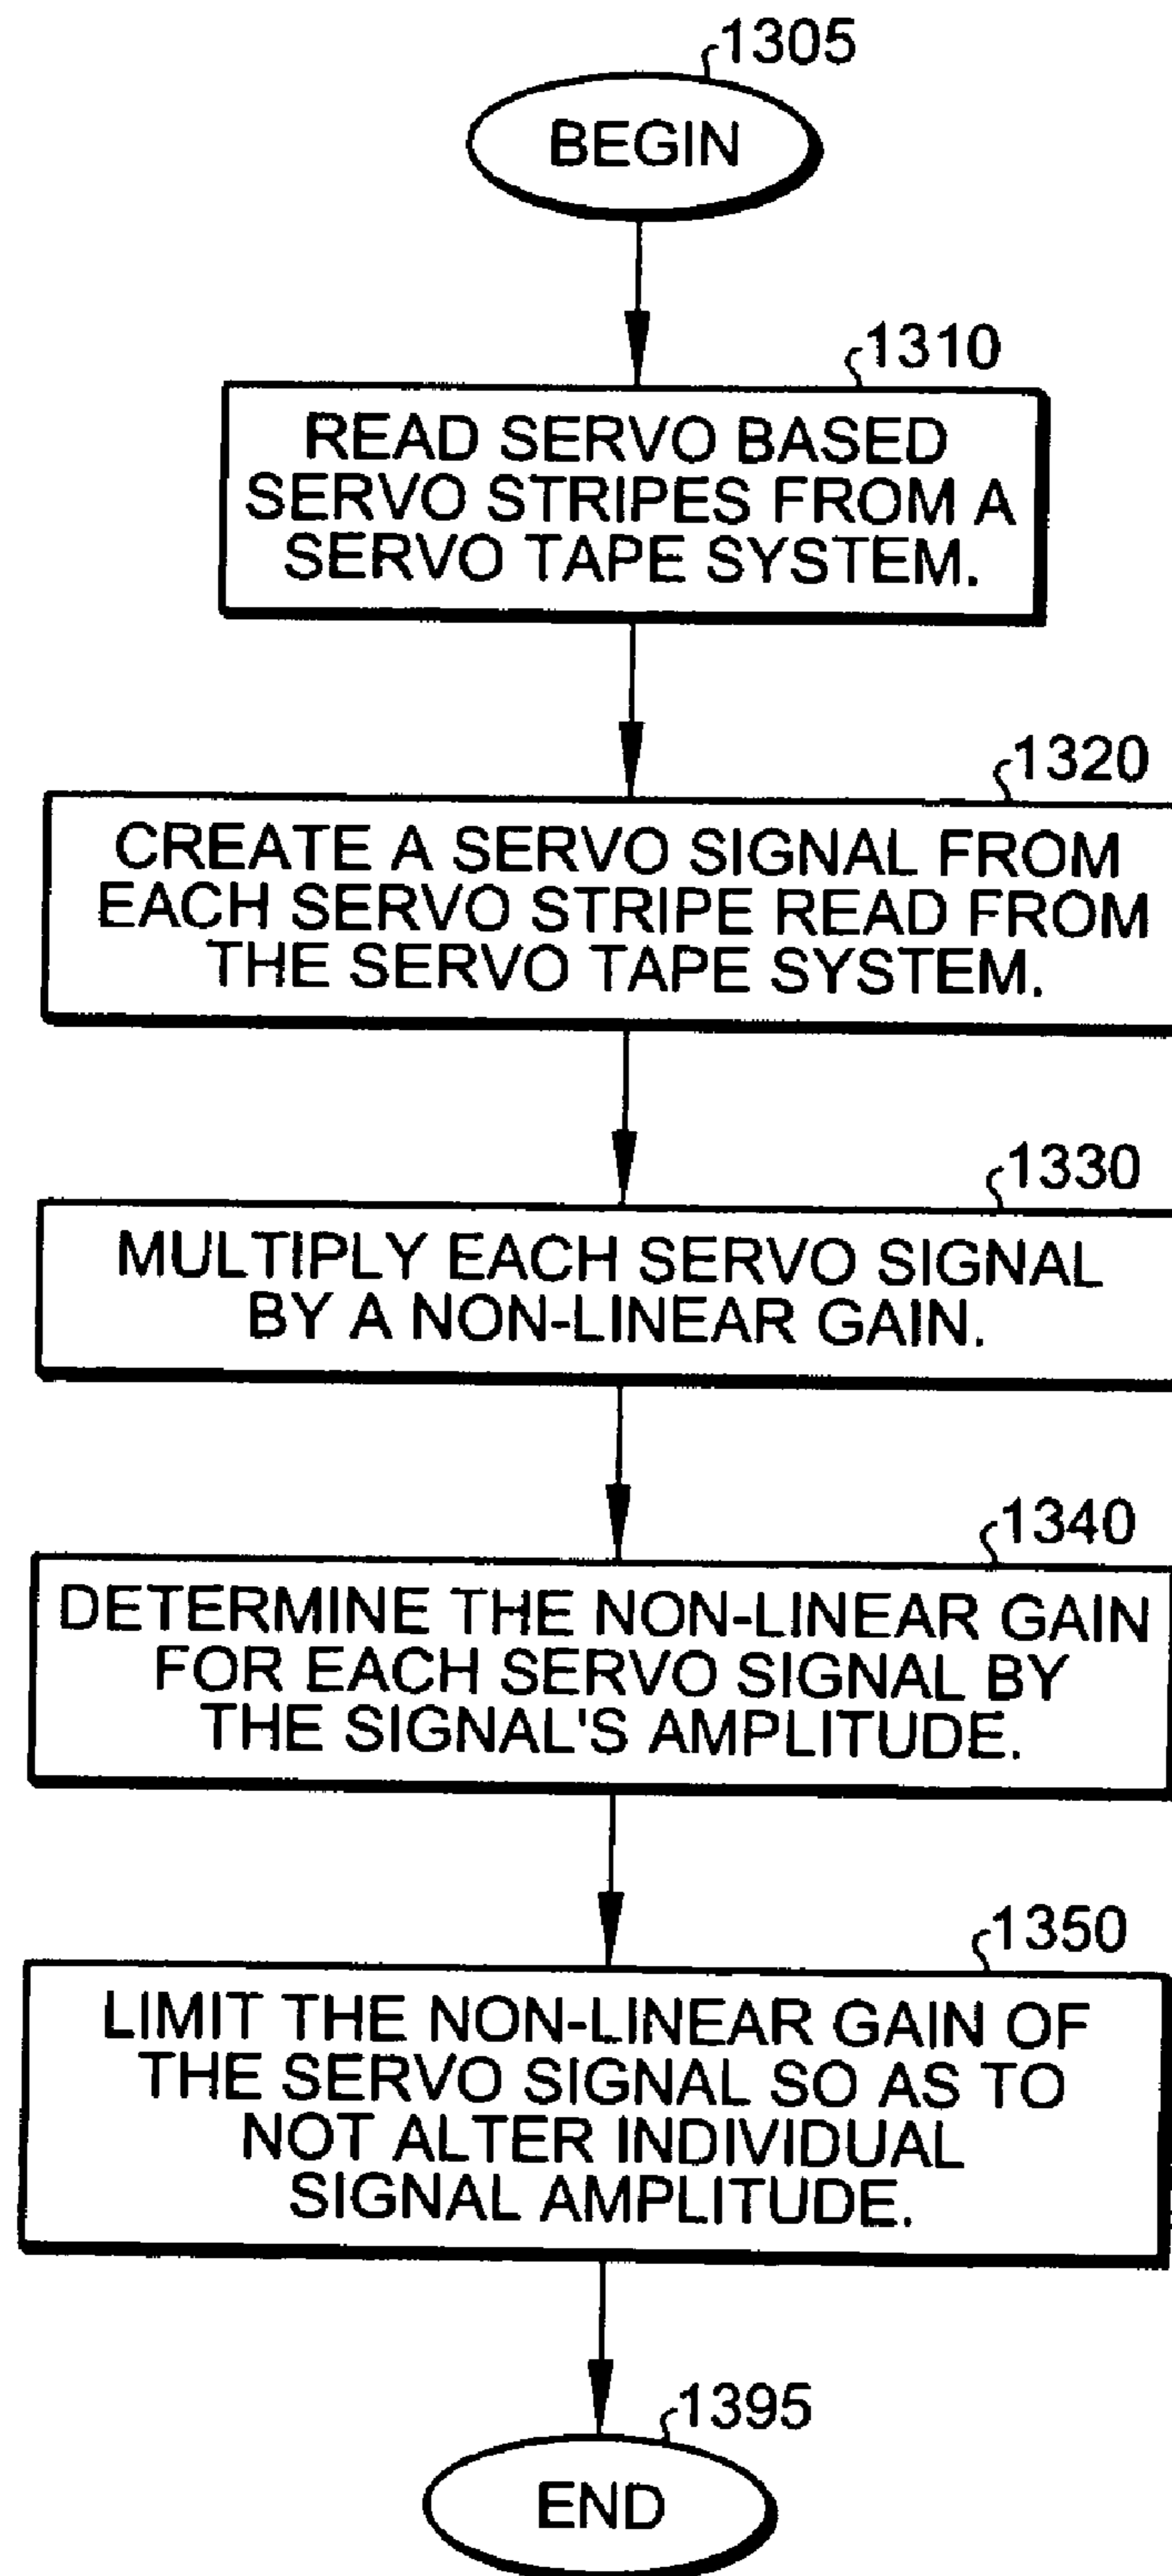 1305
BEGIN
1310
READ SERVO BASED
SERVO STRIPES FROM A
SERVO TAPE SYSTEM.
1320
CREATE A SERVO SIGNAL FROM
EACH SERVO STRIPE READ FROM
THE SERVO TAPE SYSTEM.
1330
MULTIPLY EACH SERVO SIGNAL
BY A NON-LINEAR GAIN.
1340
DETERMINE THE NON-LINEAR GAIN
FOR EACH SERVO SIGNAL BY
THE SIGNAL'S AMPLITUDE.
1350
LIMIT THE NON-LINEAR GAIN OF
THE SERVO SIGNAL SO AS TO
NOT ALTER INDIVIDUAL
SIGNAL AMPLITUDE.
1395
END